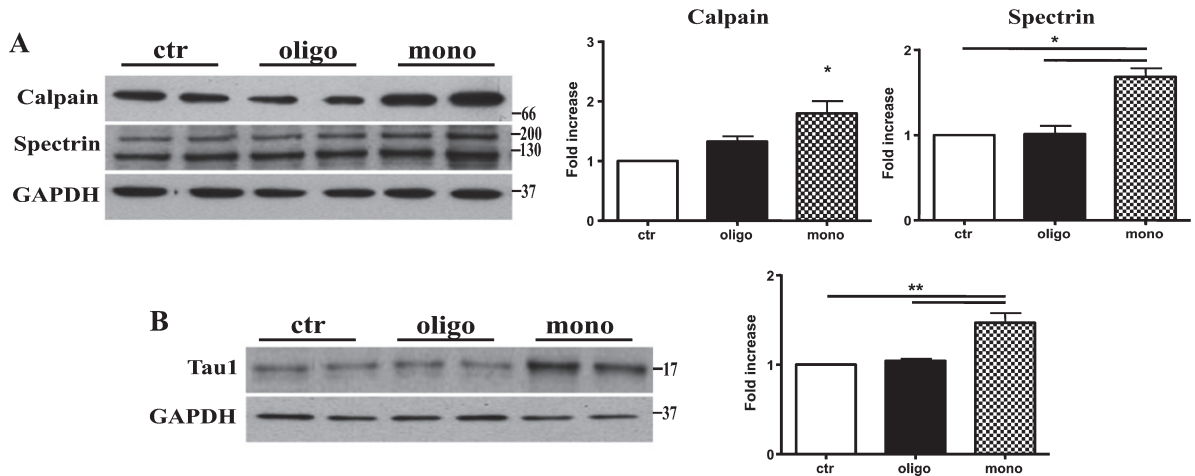 A
ctr oligo mono
Calpain
-66
Spectrin
-200
-130
GAPDH
-37
Calpain
Fold increase
3
2
1
0
*
ctr oligo mono
Spectrin
Fold increase
2
1
0
*
ctr oligo mono
B
ctr oligo mono
Tau1
-17
GAPDH
-37
Fold increase
2
1
0
**
ctr oligo mono